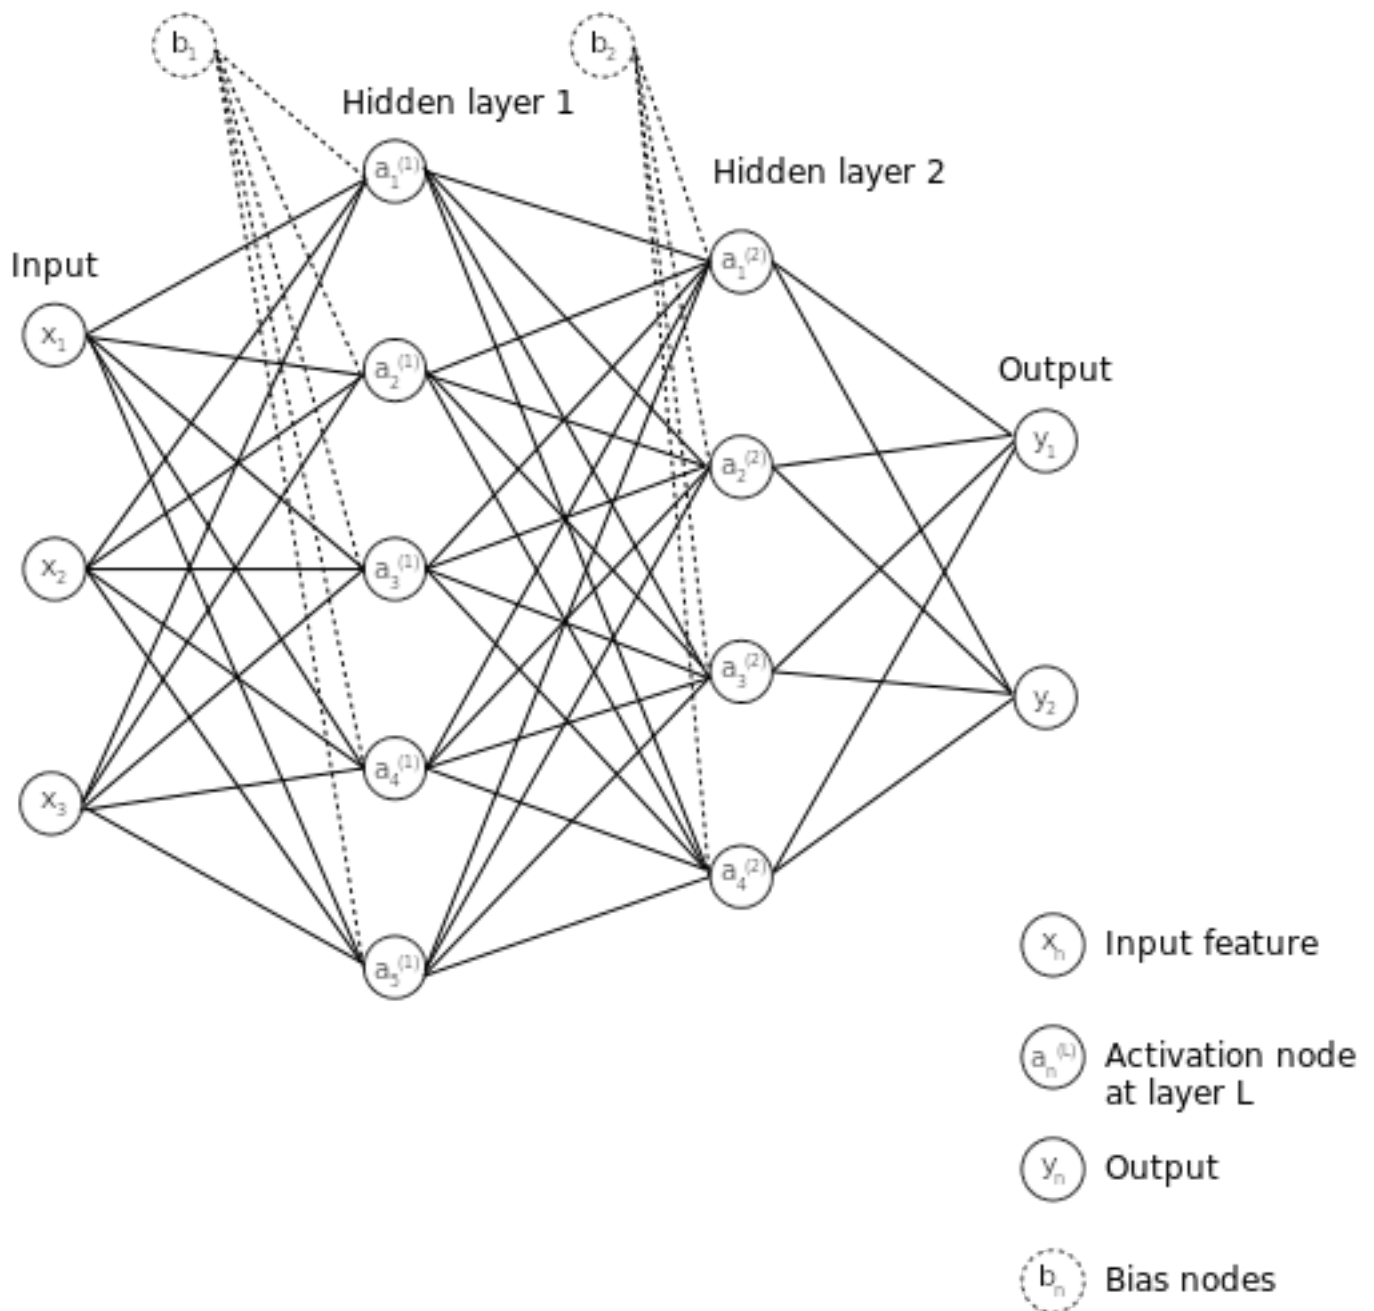 b₁
b₂
Hidden layer 1
a₁⁽¹⁾
Hidden layer 2
Input
a₁⁽²⁾
x₁
a₂⁽¹⁾
Output
y₁
a₂⁽²⁾
x₂
a₃⁽¹⁾
a₃⁽²⁾
y₂
a₄⁽¹⁾
x₃
a₄⁽²⁾
a₅⁽¹⁾
xₙ Input feature
aₙ⁽ᴸ⁾ Activation node
at layer L
yₙ Output
bₙ Bias nodes